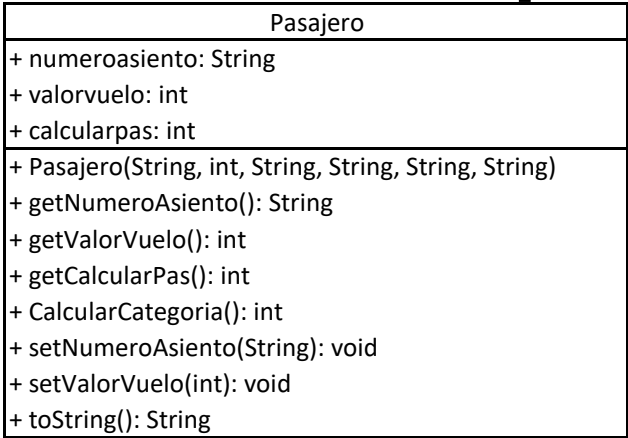 Pasajero
+ numeroasiento: String
+ valorvuelo: int
+ calcularpas: int
+ Pasajero(String, int, String, String, String, String)
+ getNumeroAsiento(): String
+ getValorVuelo(): int
+ getCalcularPas(): int
+ CalcularCategoria(): int
+ setNumeroAsiento(String): void
+ setValorVuelo(int): void
+ toString(): String